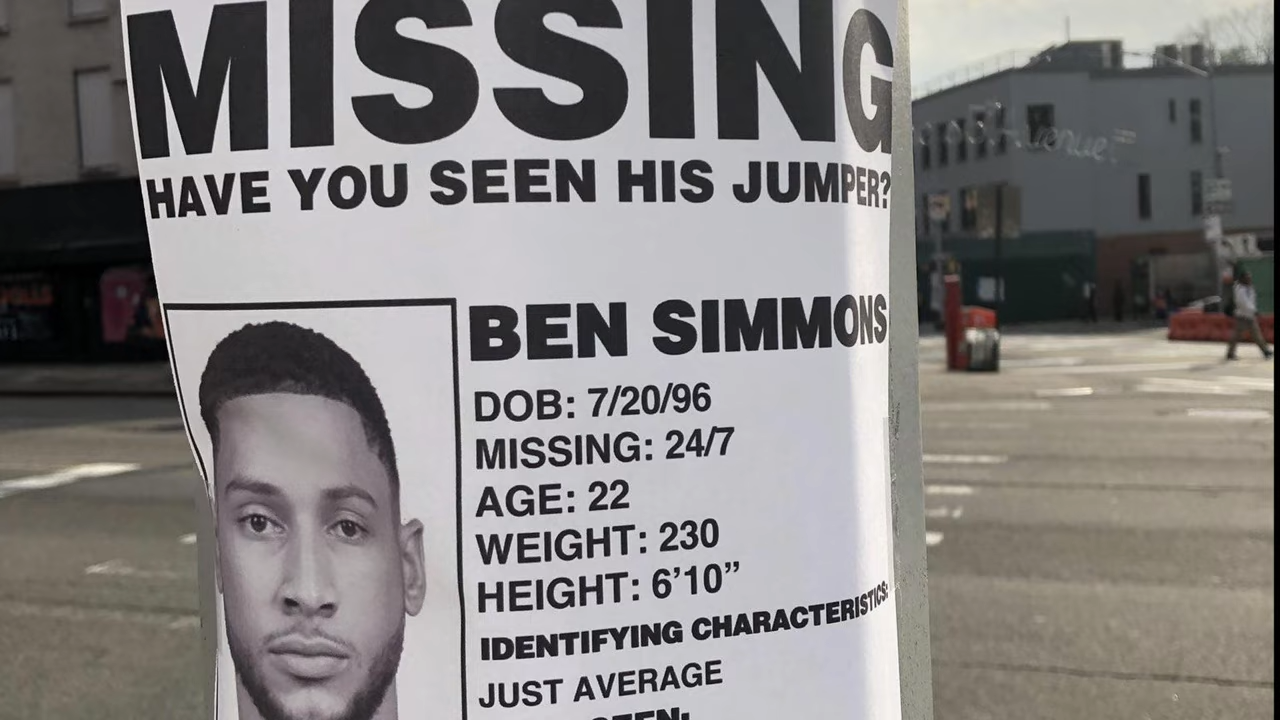 MISSING
HAVE YOU SEEN HIS JUMPER?
BEN SIMMONS
DOB: 7/20/96
MISSING: 24/7
AGE: 22
WEIGHT: 230
HEIGHT: 6’10”
IDENTIFYING CHARACTERISTICS:
JUST AVERAGE